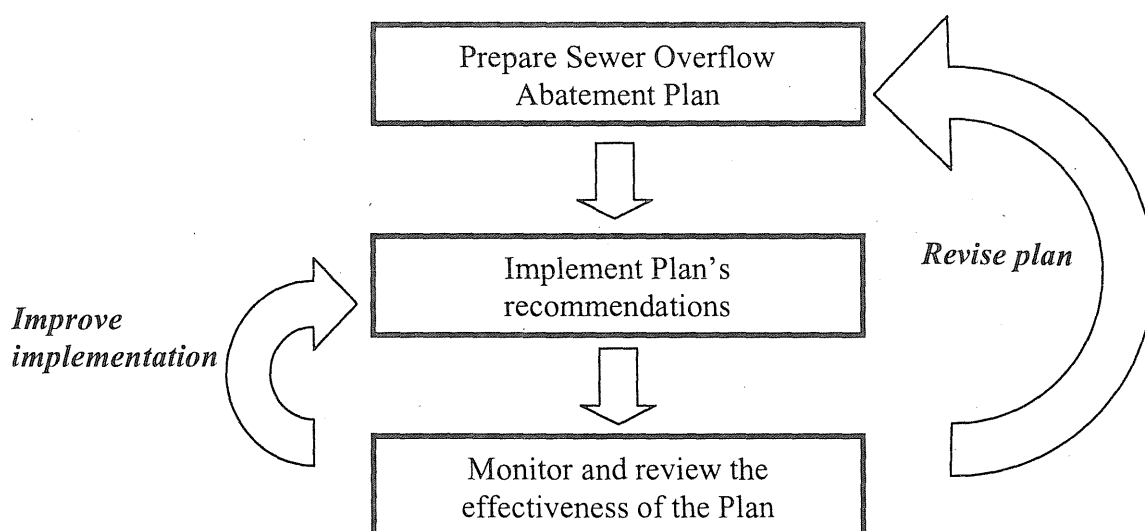 Prepare Sewer Overflow
Abatement Plan
Implement Plan's
recommendations
Revise plan
Improve
implementation
Monitor and review the
effectiveness of the Plan